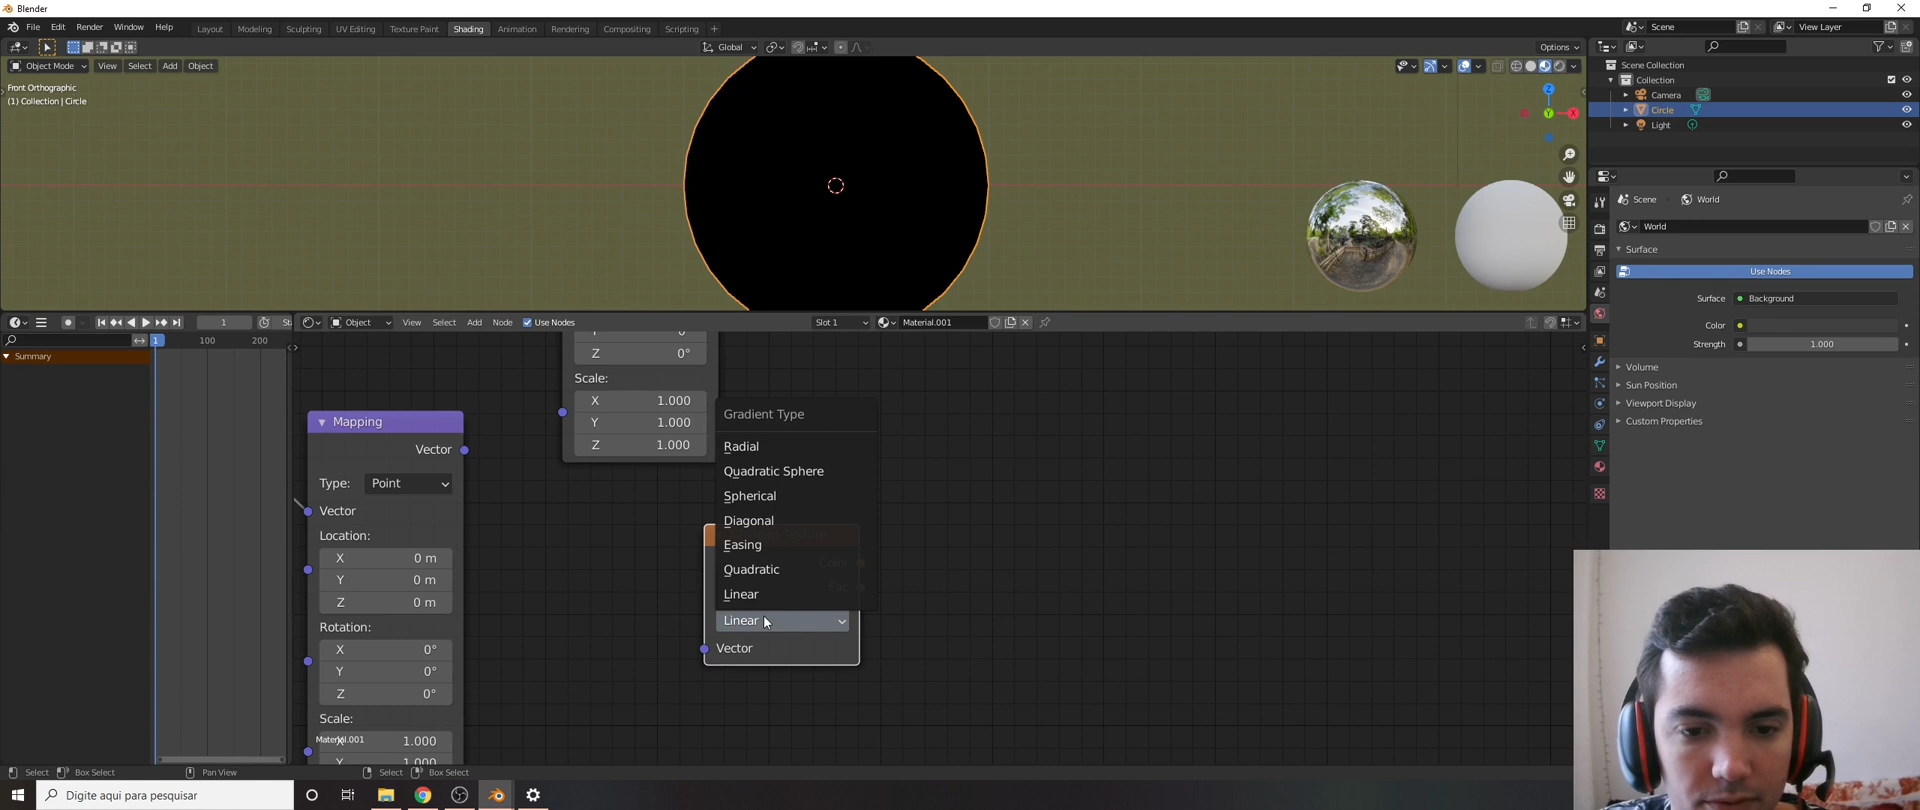 Blender
File Edit Render Window Help
Layout Modeling Sculpting UV Editing Texture Paint Shading Animation Rendering Compositing Scripting +
Scene
View Layer
Global
Options
Object Mode View Select Add Object
Front Orthographic
(1) Collection | Circle
Z
Y
X
Scene Collection
Collection
Camera
Circle
Light
Scene World
World
Surface
Use Nodes
Surface Background
Color
Strength 1.000
Volume
Sun Position
Viewport Display
Custom Properties
1
Sta
Object View Select Add Node Use Nodes
Slot 1
Material.001
1 100 200
Summary
Z 0°
Scale:
X 1.000
Y 1.000
Z 1.000
Mapping
Vector
Type: Point
Vector
Location:
X 0 m
Y 0 m
Z 0 m
Rotation:
X 0°
Y 0°
Z 0°
Scale:
X 1.000
Y 1.000
Material.001
Gradient Type
Radial
Quadratic Sphere
Spherical
Diagonal
Easing
Quadratic
Linear
Color
Fac
Linear
Vector
Select Box Select Pan View Select Box Select
Digite aqui para pesquisar